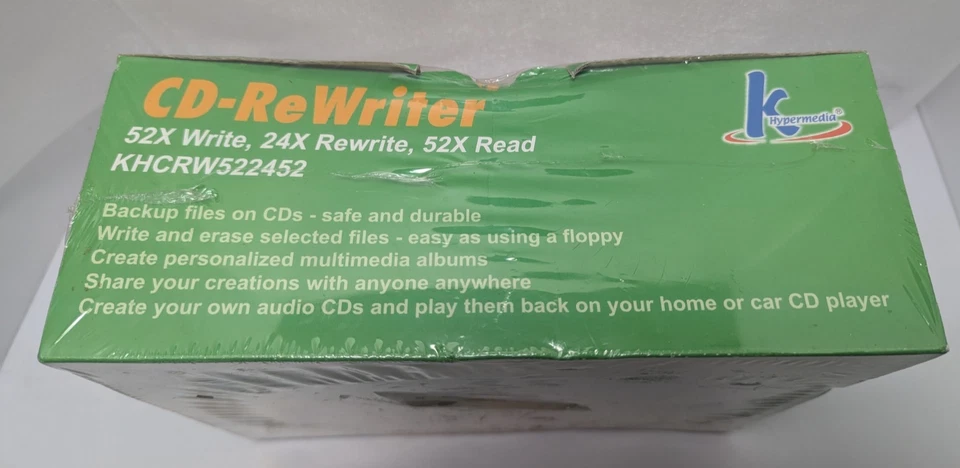 CD-ReWriter
k Hypermedia®
52X Write, 24X Rewrite, 52X Read
KHCRW522452
Backup files on CDs - safe and durable
Write and erase selected files - easy as using a floppy
Create personalized multimedia albums
Share your creations with anyone anywhere
Create your own audio CDs and play them back on your home or car CD player